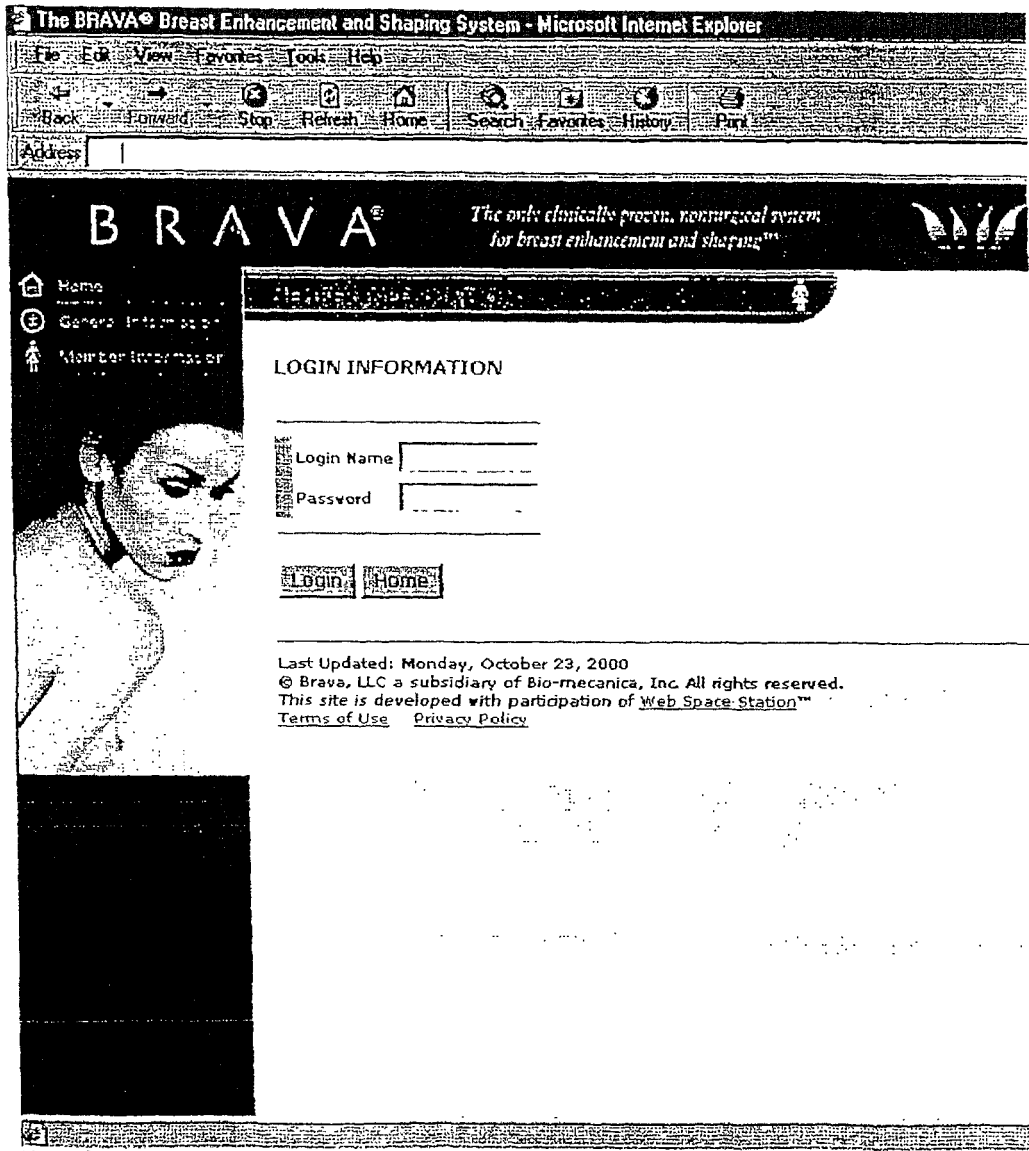 The BRAVA® Breast Enhancement and Shaping System - Microsoft Internet Explorer
File Edit View Favorites Tools Help
Back Forward Stop Refresh Home Search Favorites History Print
Address
BRAVA®
The only clinically proven, nonsurgical system
for breast enhancement and shaping™
Home
General Information
Member Information
LOGIN INFORMATION
Login Name
Password
Login Home
Last Updated: Monday, October 23, 2000
© Brava, LLC a subsidiary of Bio-mecanica, Inc. All rights reserved.
This site is developed with participation of Web Space Station™
Terms of Use Privacy Policy